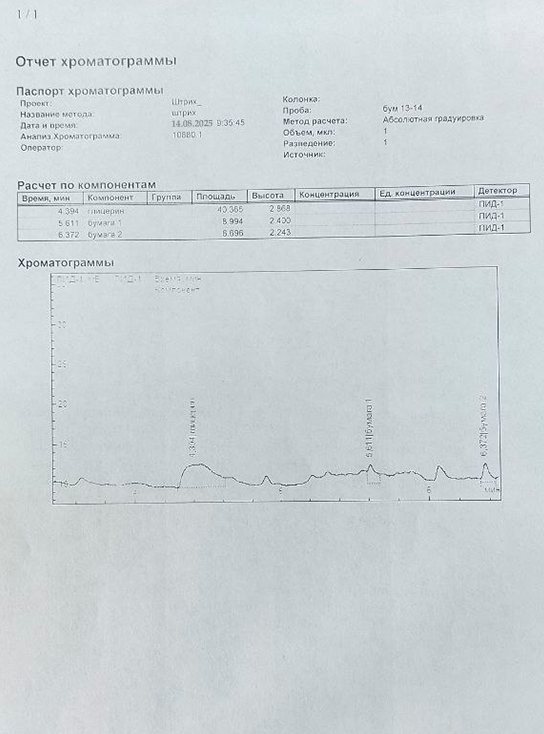 1 / 1
Отчет хроматограммы
Паспорт хроматограммы
Проект: Штрих_
Название метода: штрих
Дата и время: 14.08.2025 9:35:45
Анализ.Хроматограмма: 10880.1
Оператор:
Колонка:
Проба: бум 13-14
Метод расчета: Абсолютная градуировка
Объем, мкл: 1
Разведение: 1
Источник:
Расчет по компонентам
Время, мин Компонент Группа Площадь Высота Концентрация Ед. концентрации Детектор
4.394 глицерин 2.868 ПИД-1
5.611 бумага 1 8.994 2.400 ПИД-1
6.372 бумага 2 6.696 2.243 ПИД-1
Хроматограммы
ПИД-1 Время, мин
Компонент
30
25
20
15
10
4.394 глицерин
5.611|бумага 1
6.372|бумага 2
5
6
мин